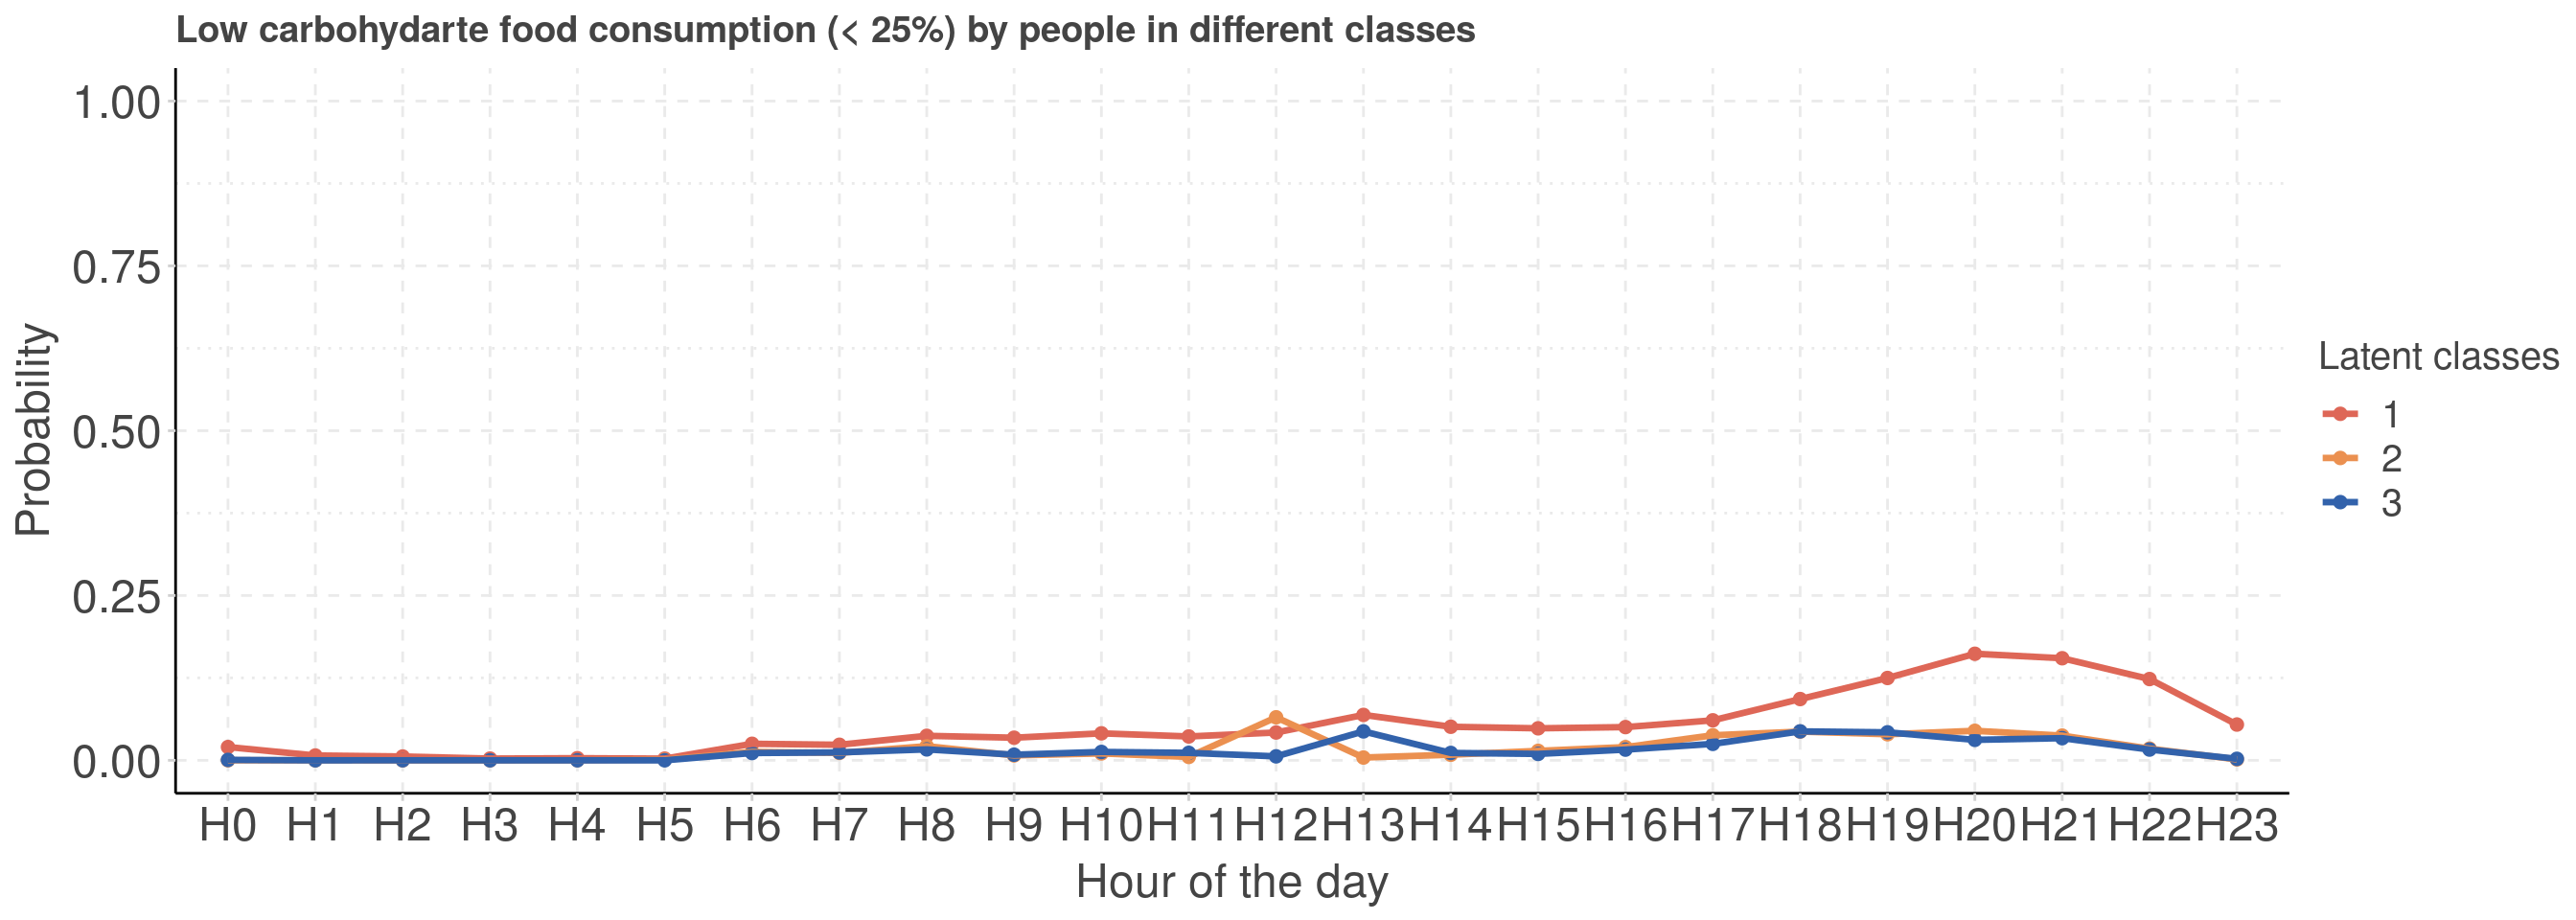 Low carbohydarte food consumption (< 25%) by people in different classes
1.00
0.75
0.50
0.25
0.00
Probability
H0 H1 H2 H3 H4 H5 H6 H7 H8 H9 H10 H11 H12 H13 H14 H15 H16 H17 H18 H19 H20 H21 H22 H23
Hour of the day
Latent classes
1
2
3